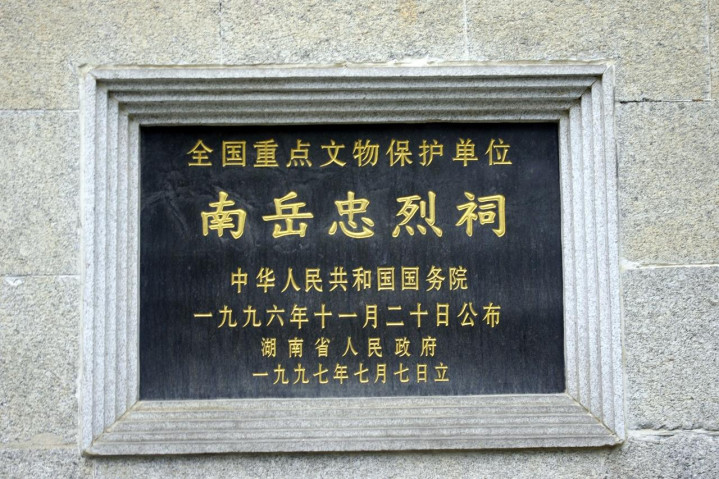 全国重点文物保护单位
南岳忠烈祠
中华人民共和国国务院
一九九六年十一月二十日公布
湖南省人民政府
一九九七年七月七日立